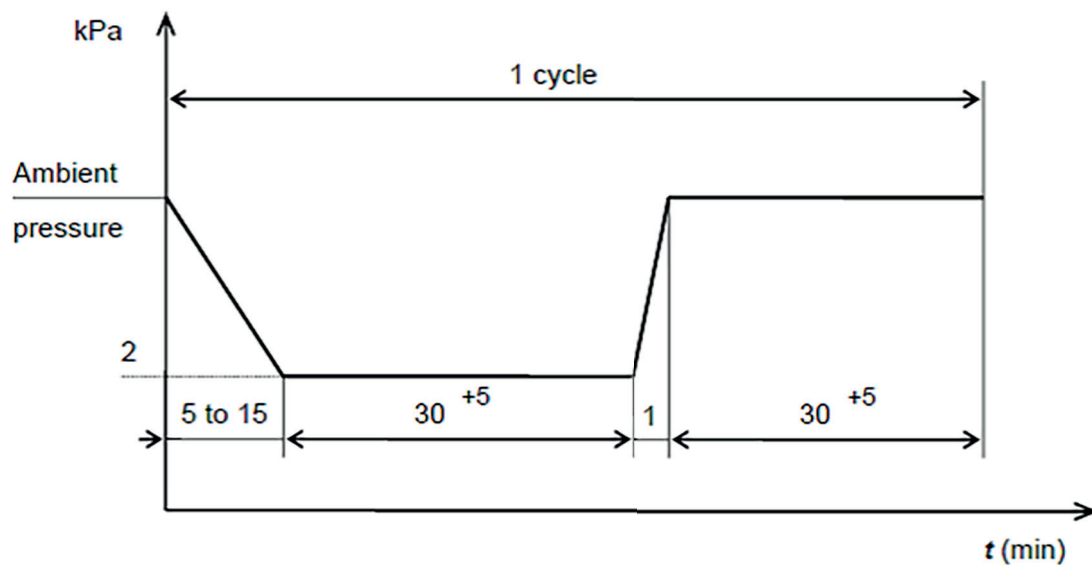 kPa
1 cycle
Ambient
pressure
2
5 to 15
30 +5
1
30 +5
t (min)